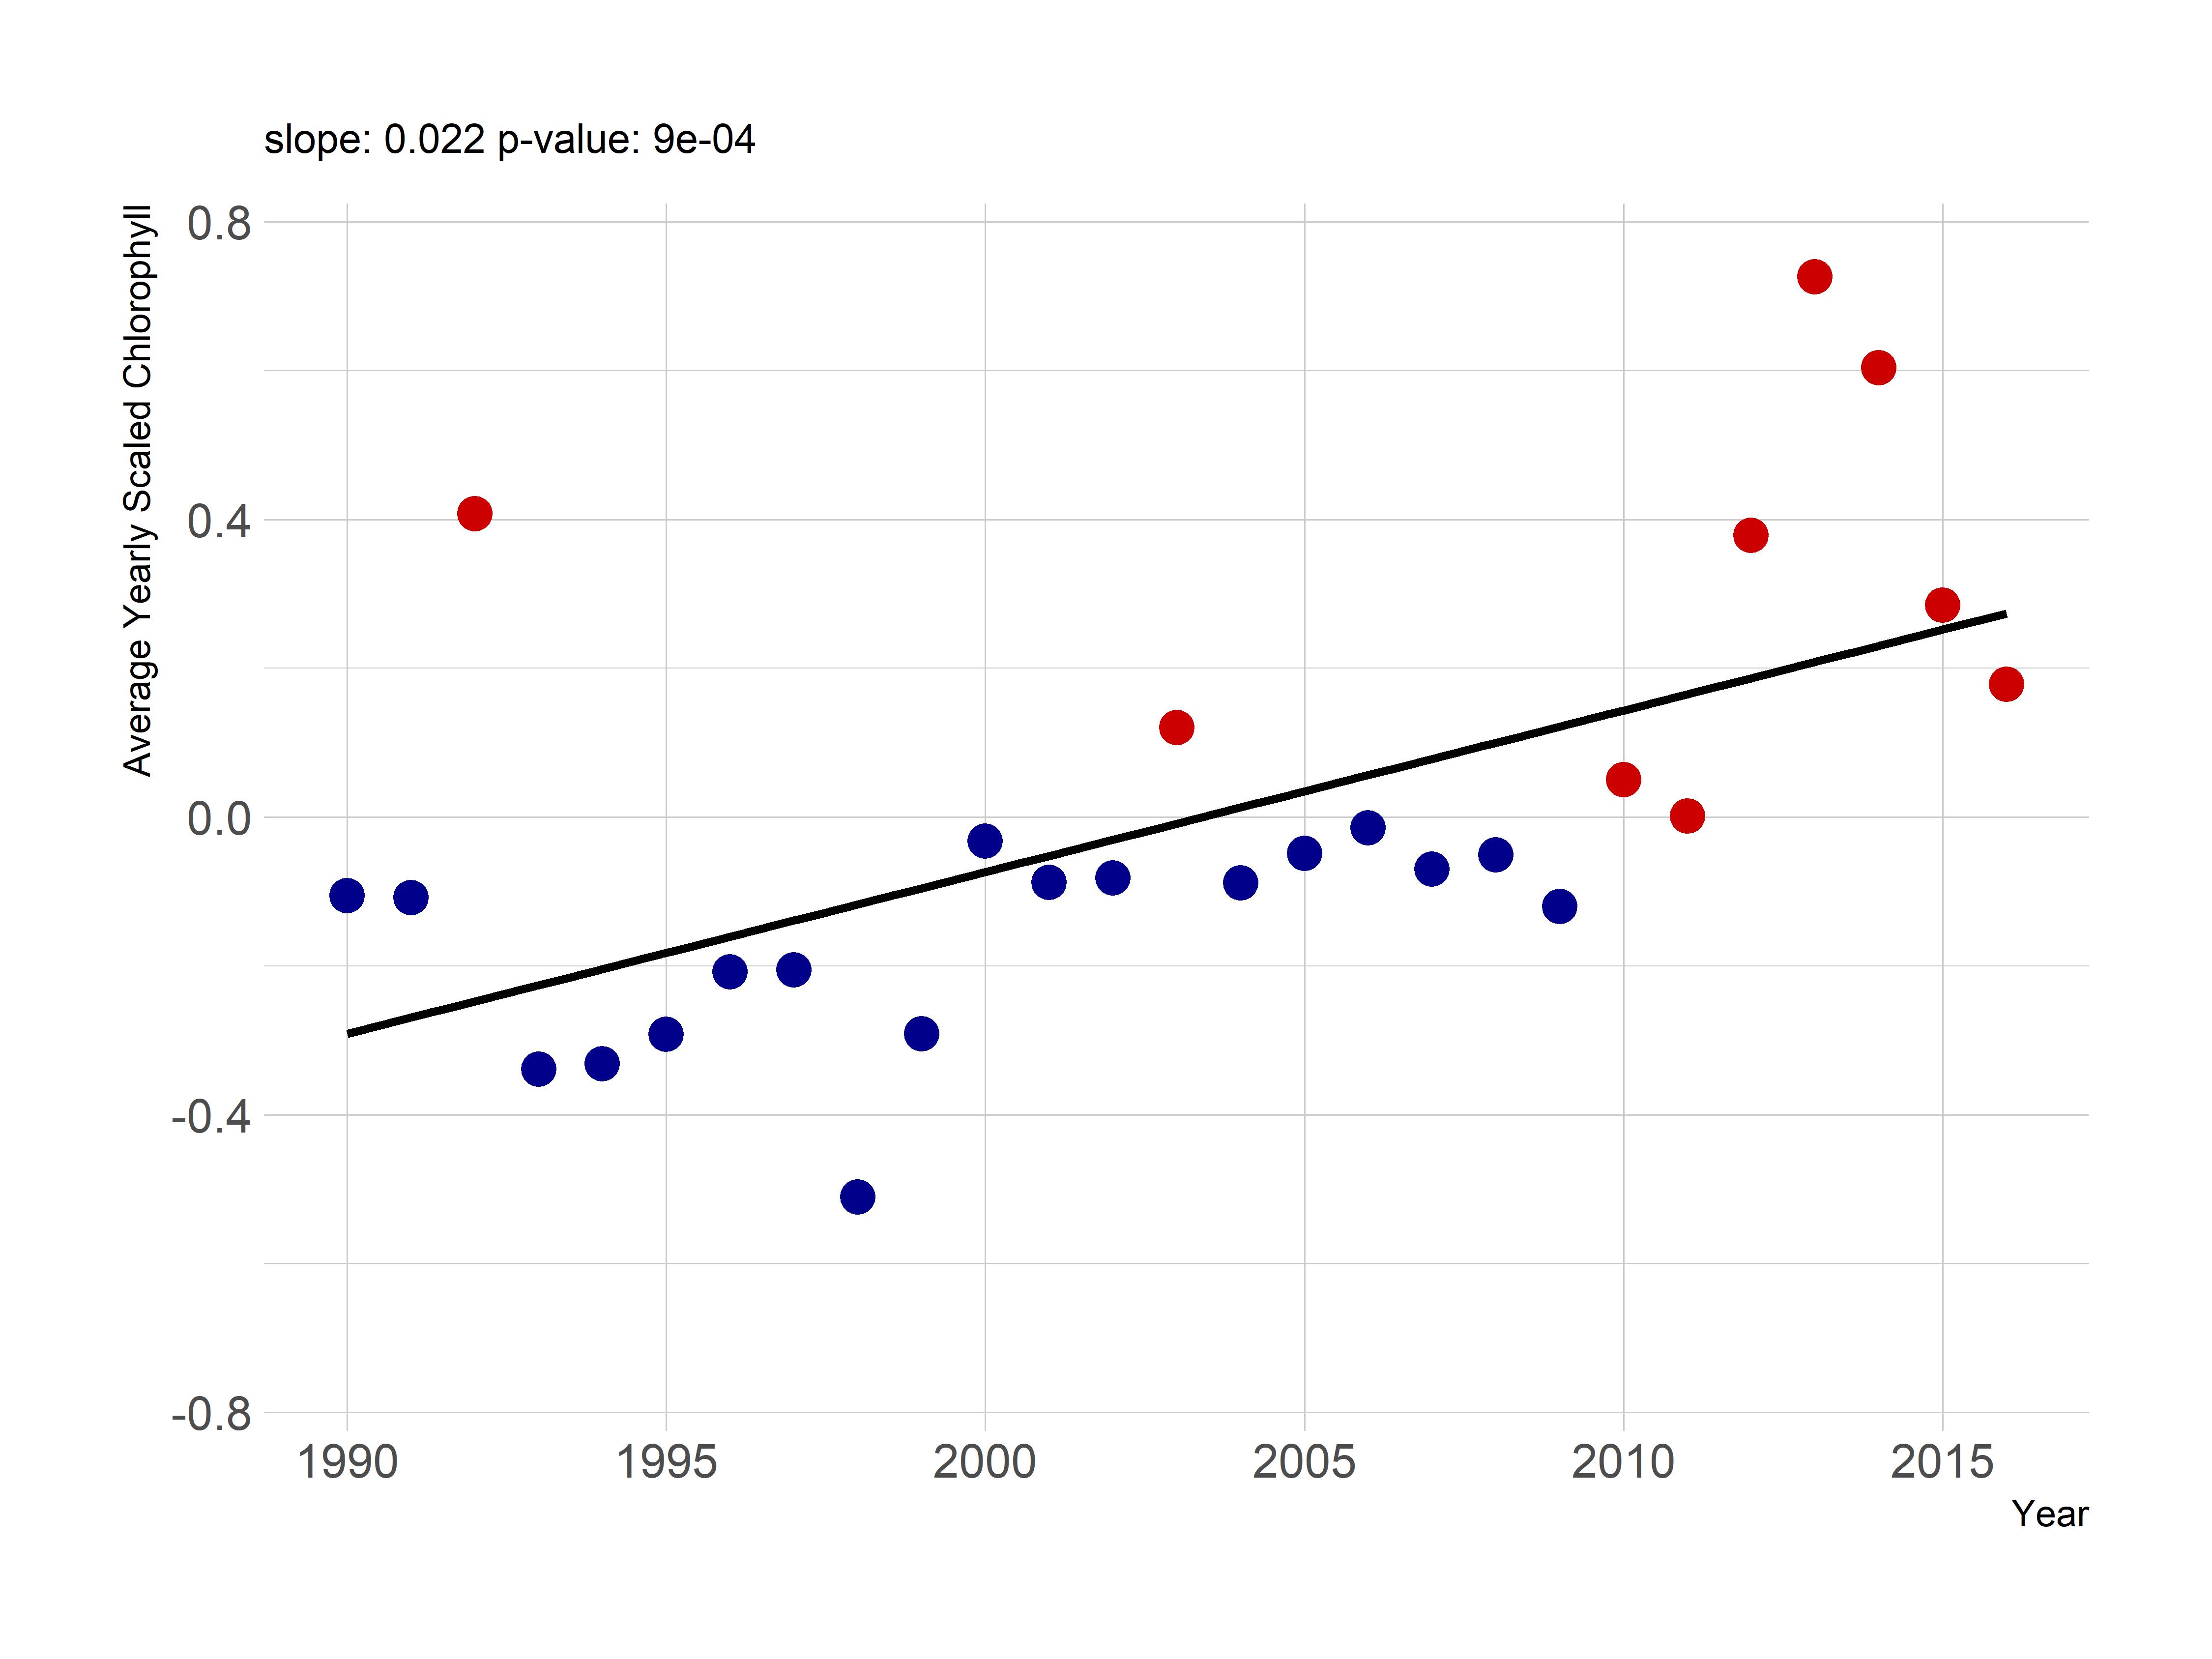 slope: 0.022 p-value: 9e-04
Average Yearly Scaled Chlorophyll
0.8
0.4
0.0
-0.4
-0.8
1990 1995 2000 2005 2010 2015
Year